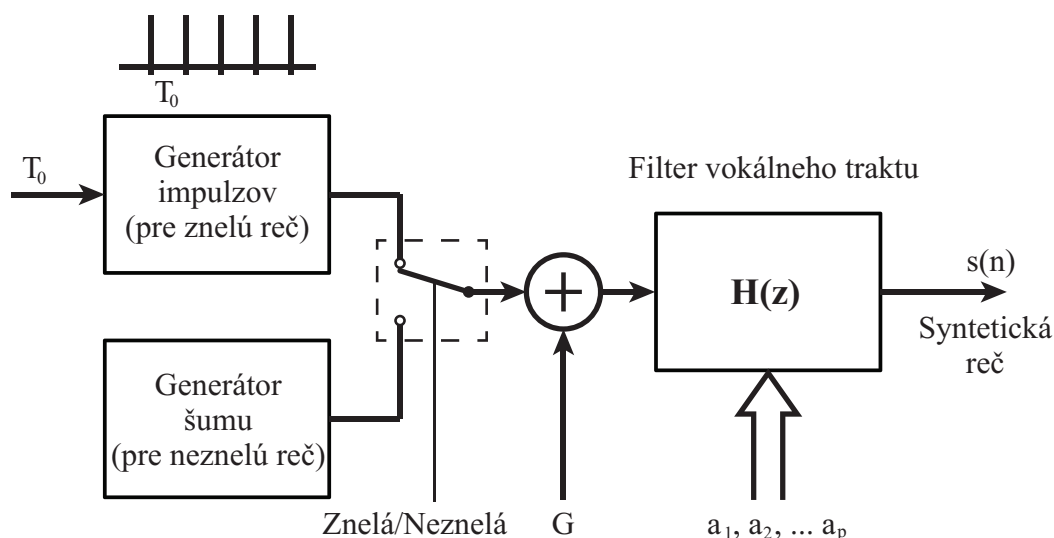 T₀
T₀
Generátor
impulzov
(pre znelú reč)
Filter vokálneho traktu
H(z)
s(n)
Syntetická
reč
Generátor
šumu
(pre neznelú reč)
Znelá/Neznelá
G
a₁, a₂, ... aₚ